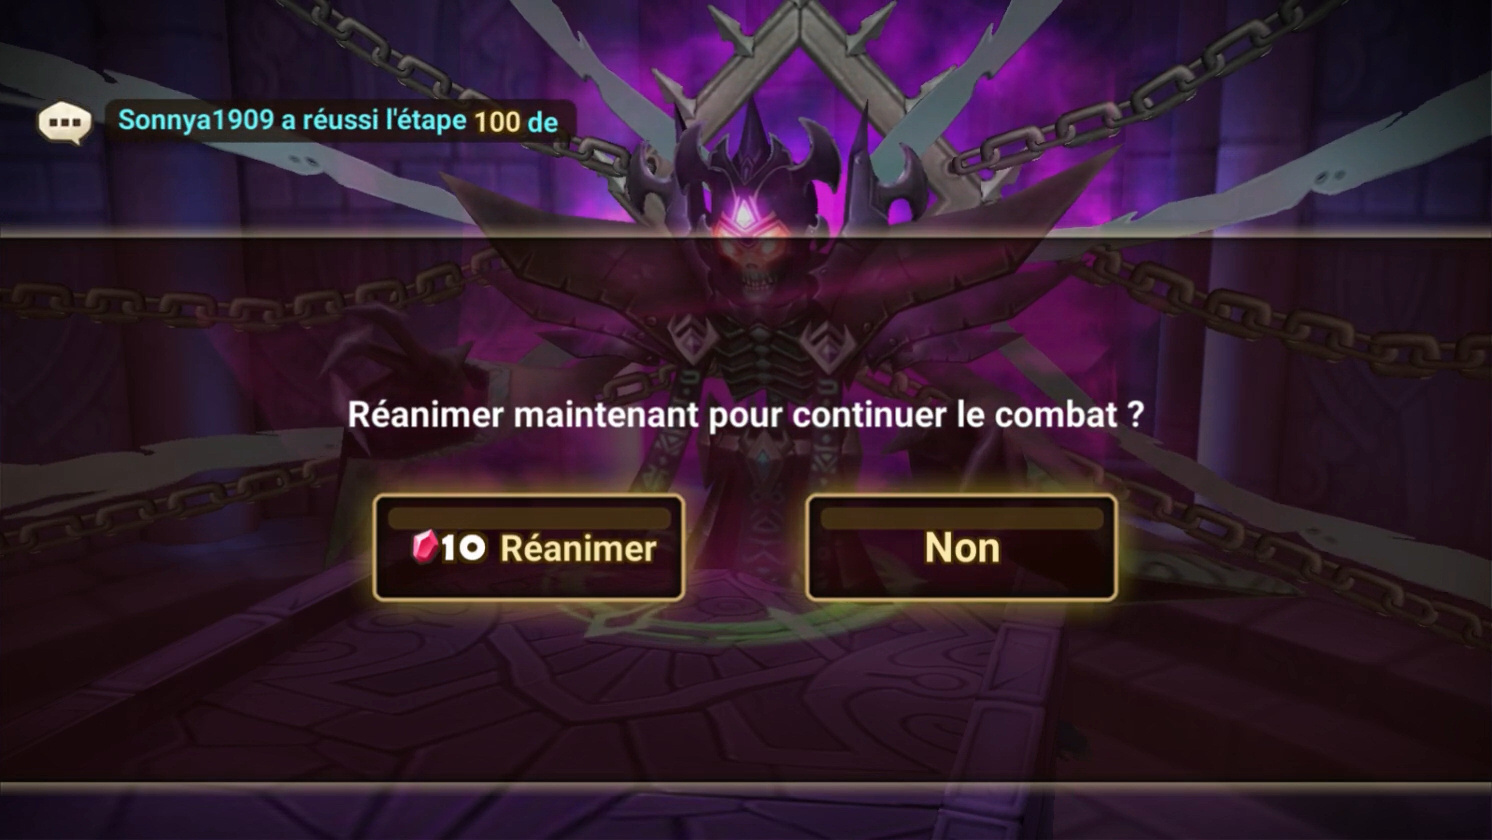 Sonnya1909 a réussi l'étape 100 de
Réanimer maintenant pour continuer le combat ?
10 Réanimer
Non